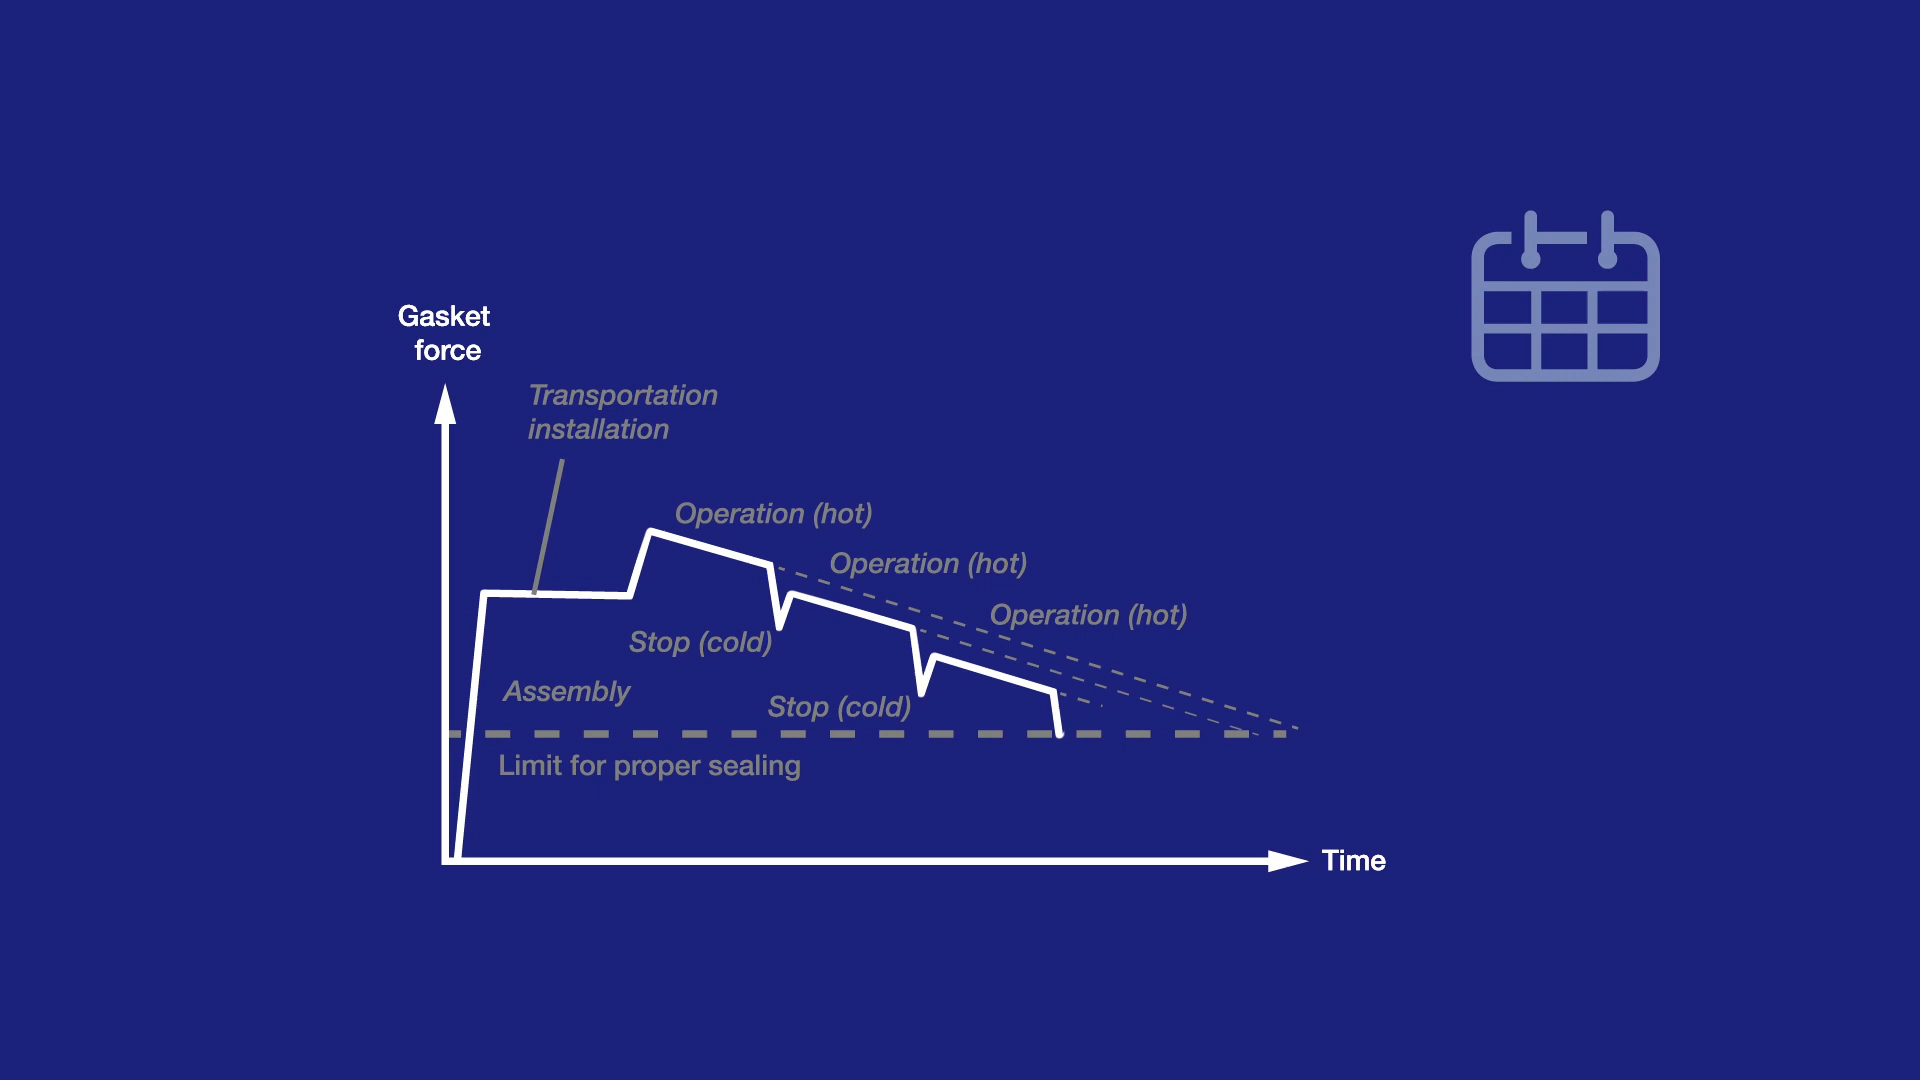 Gasket
force
Transportation
installation
Operation (hot)
Operation (hot)
Operation (hot)
Stop (cold)
Assembly
Stop (cold)
Limit for proper sealing
Time